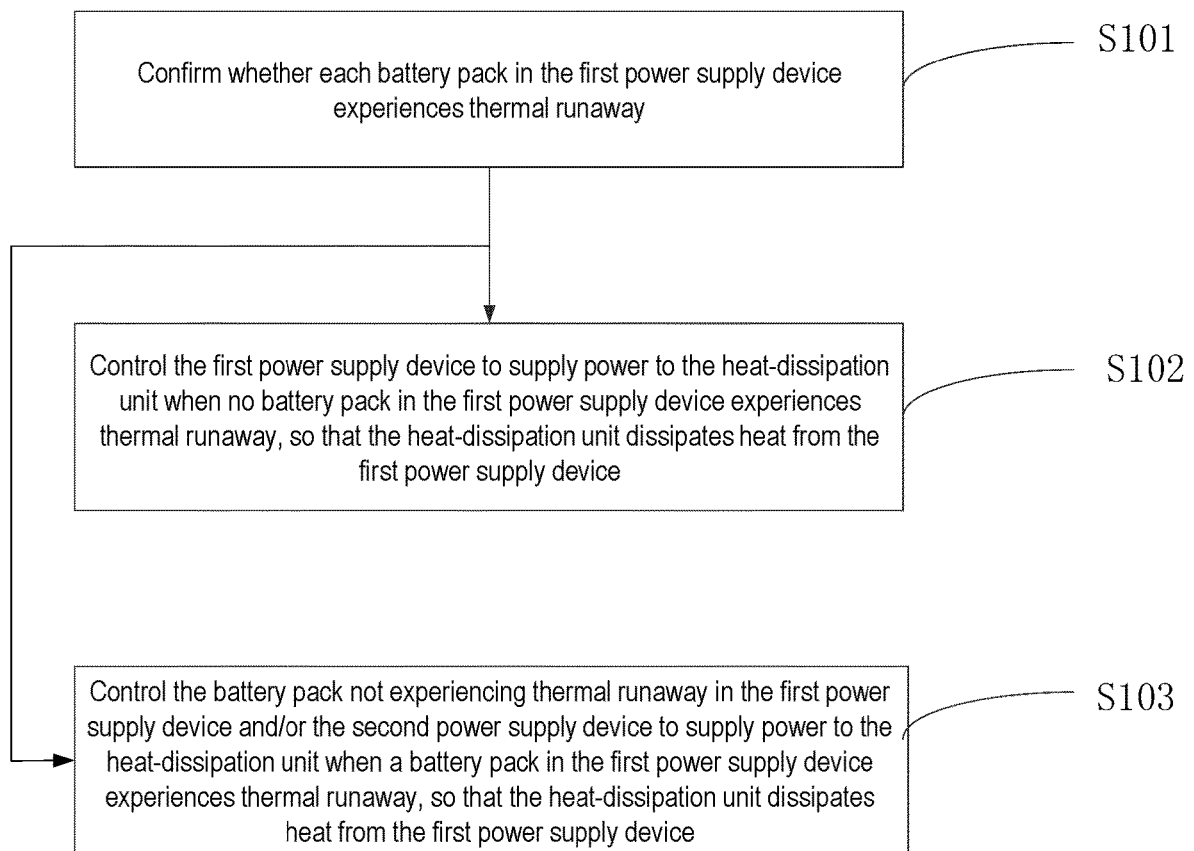 S101
Confirm whether each battery pack in the first power supply device
experiences thermal runaway
S102
Control the first power supply device to supply power to the heat-dissipation
unit when no battery pack in the first power supply device experiences
thermal runaway, so that the heat-dissipation unit dissipates heat from the
first power supply device
S103
Control the battery pack not experiencing thermal runaway in the first power
supply device and/or the second power supply device to supply power to the
heat-dissipation unit when a battery pack in the first power supply device
experiences thermal runaway, so that the heat-dissipation unit dissipates
heat from the first power supply device